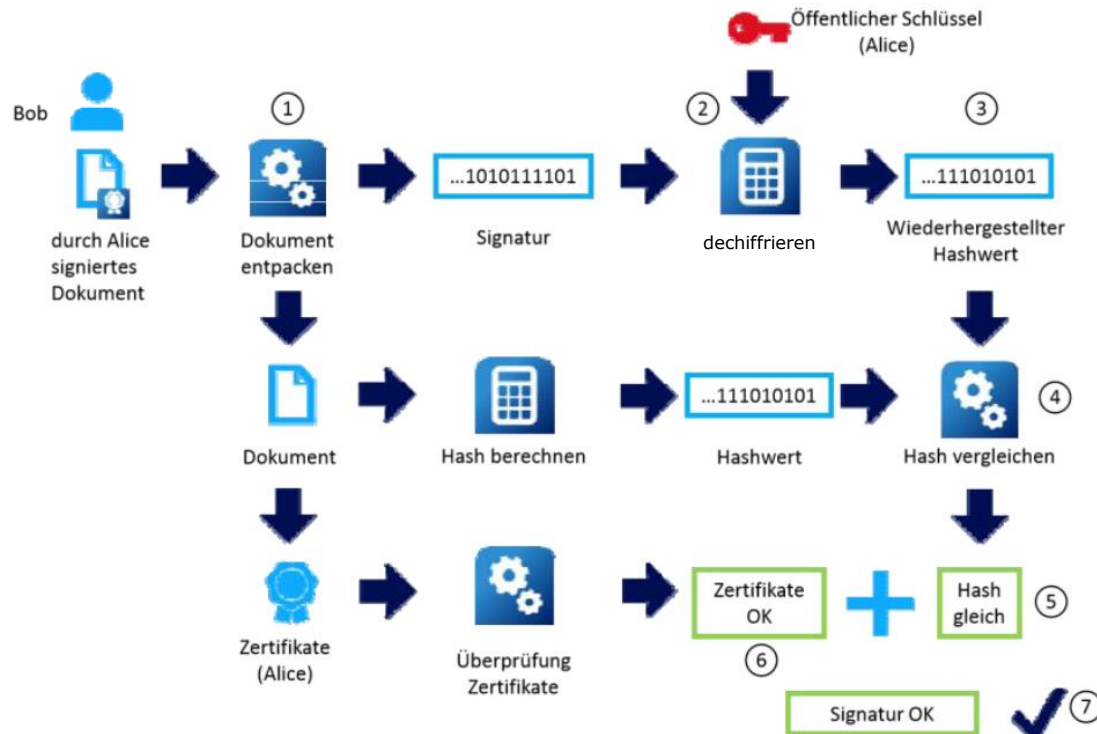 Öffentlicher Schlüssel
(Alice)
Bob
①
②
③
...1010111101
...111010101
durch Alice
signiertes
Dokument
Dokument
entpacken
Signatur
dechiffrieren
Wiederhergestellter
Hashwert
...111010101
④
Dokument
Hash berechnen
Hashwert
Hash vergleichen
Zertifikate
OK
Hash
gleich
⑤
Zertifikate
(Alice)
Überprüfung
Zertifikate
⑥
Signatur OK
⑦